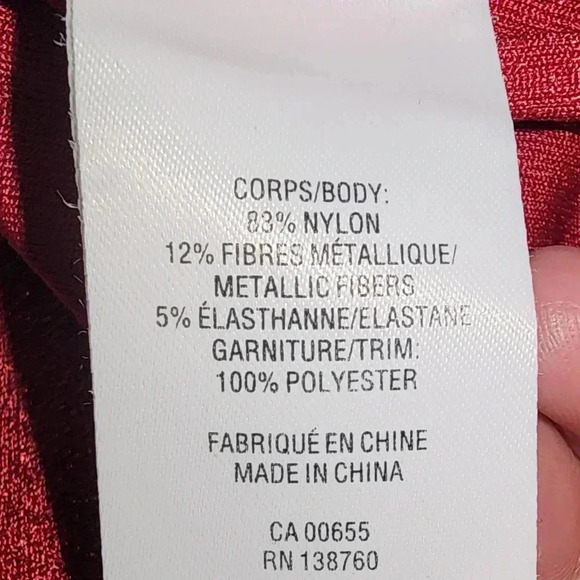 CORPS/BODY:
83% NYLON
12% FIBRES MÉTALLIQUE/
METALLIC FIBERS
5% ÉLASTHANNE/ELASTANE
GARNITURE/TRIM:
100% POLYESTER
FABRIQUÉ EN CHINE
MADE IN CHINA
CA 00655
RN 138760